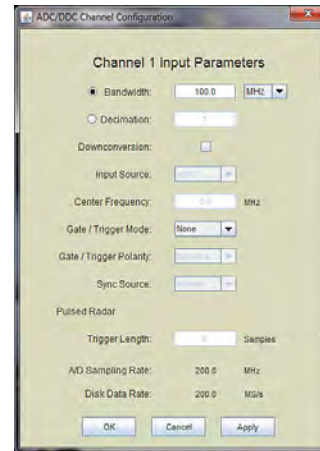 ADC/DDC Channel Configuration
Channel 1 Input Parameters
Bandwidth: 100.0 MHz
Decimation:
Downconversion:
Input Source:
Center Frequency: MHz
Gate / Trigger Mode: None
Gate / Trigger Polarity:
Sync Source:
Pulsed Radar
Trigger Length: Samples
A/D Sampling Rate: 200.0 MHz
Disk Data Rate: 200.0 MS/s
OK Cancel Apply